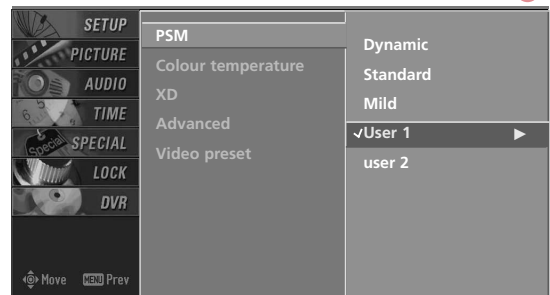 SETUP
PICTURE
AUDIO
TIME
SPECIAL
LOCK
DVR
Move MENU Prev
PSM
Colour temperature
XD
Advanced
Video preset
Dynamic
Standard
Mild
✓User 1 ▶
user 2